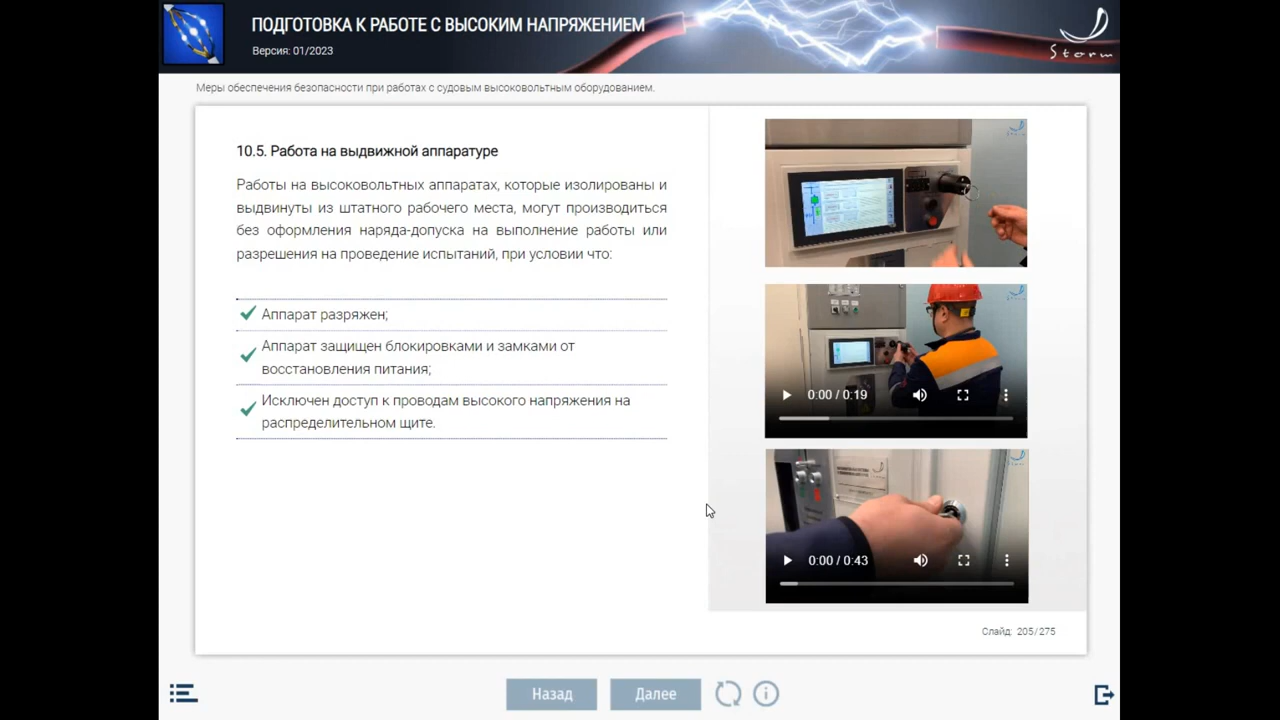 ПОДГОТОВКА К РАБОТЕ С ВЫСОКИМ НАПРЯЖЕНИЕМ
Версия: 01/2023
Storm
Меры обеспечения безопасности при работах с судовым высоковольтным оборудованием.
10.5. Работа на выдвижной аппаратуре
Работы на высоковольтных аппаратах, которые изолированы и
выдвинуты из штатного рабочего места, могут производиться
без оформления наряда-допуска на выполнение работы или
разрешения на проведение испытаний, при условии что:
Аппарат разряжен;
Аппарат защищен блокировками и замками от
восстановления питания;
Исключен доступ к проводам высокого напряжения на
распределительном щите.
0:00 / 0:19
0:00 / 0:43
Слайд: 205/275
Назад
Далее